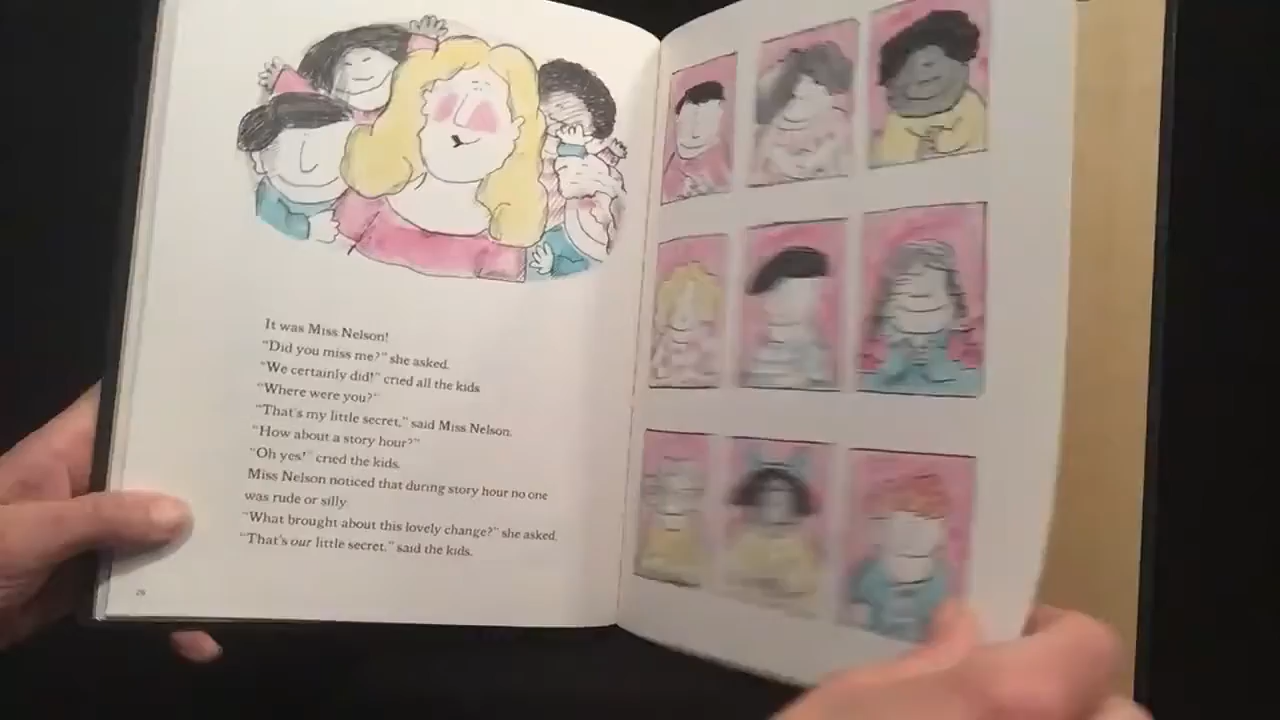 It was Miss Nelson!
"Did you miss me?" she asked.
"We certainly did!" cried all the kids
"Where were you?"
"That's my little secret," said Miss Nelson.
"How about a story hour?"
"Oh yes!" cried the kids.
Miss Nelson noticed that during story hour no one
was rude or silly
"What brought about this lovely change?" she asked.
"That's our little secret," said the kids.